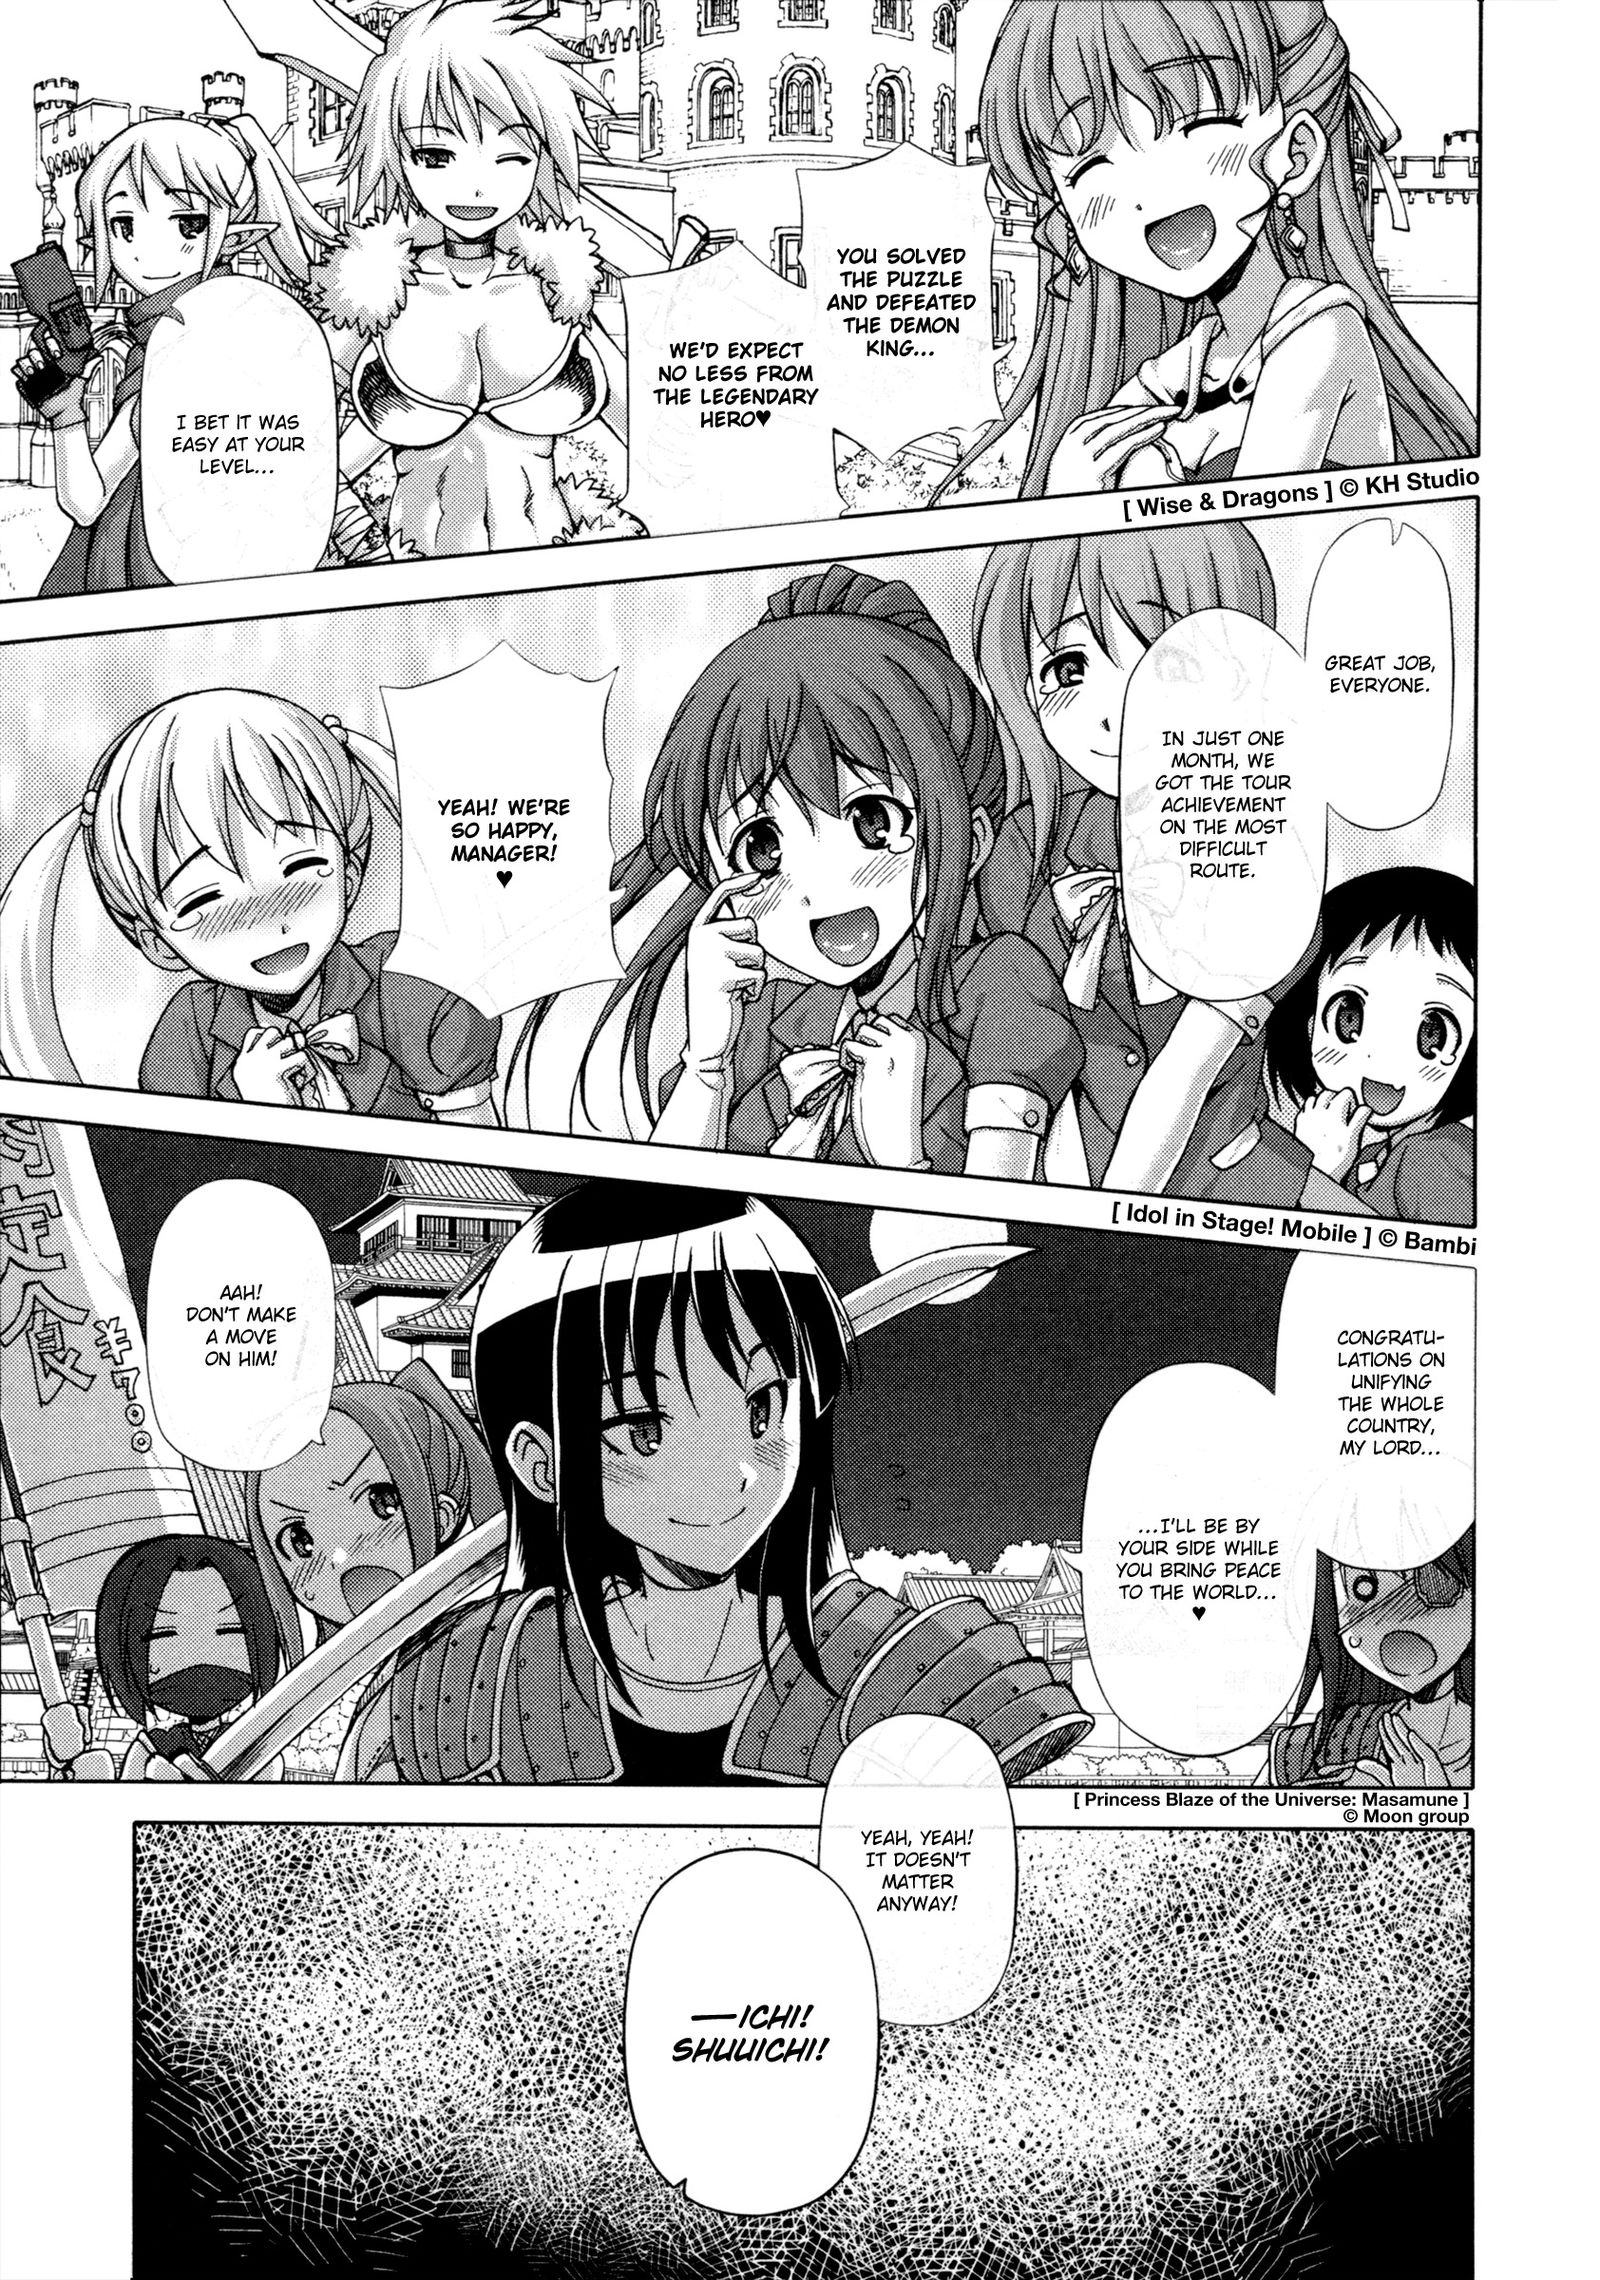 YOU SOLVED
THE PUZZLE
AND DEFEATED
THE DEMON
KING...
WE'D EXPECT
NO LESS FROM
THE LEGENDARY
HERO♥
I BET IT WAS
EASY AT YOUR
LEVEL...
[ Wise & Dragons ] © KH Studio
GREAT JOB,
EVERYONE.
IN JUST ONE
MONTH, WE
GOT THE TOUR
ACHIEVEMENT
ON THE MOST
DIFFICULT
ROUTE.
YEAH! WE'RE
SO HAPPY,
MANAGER!
♥
[ Idol in Stage! Mobile ] © Bambi
CONGRATU-
LATIONS ON
UNIFYING
THE WHOLE
COUNTRY,
MY LORD...
...I'LL BE BY
YOUR SIDE WHILE
YOU BRING PEACE
TO THE WORLD...
♥
AAH!
DON'T MAKE
A MOVE
ON HIM!
定食
¥700
[ Princess Blaze of the Universe: Masamune ]
© Moon group
YEAH, YEAH!
IT DOESN'T
MATTER
ANYWAY!
—ICHI!
SHUUICHI!